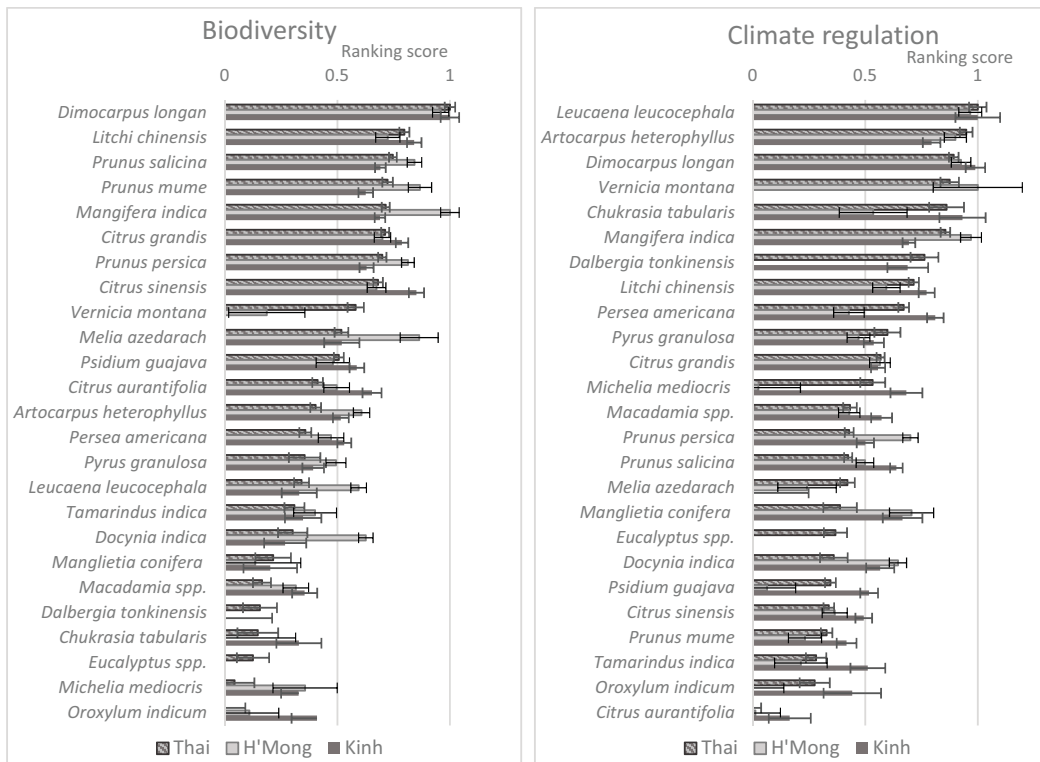 Biodiversity
Ranking score
0 0.5 1
Dimocarpus longan
Litchi chinensis
Prunus salicina
Prunus mume
Mangifera indica
Citrus grandis
Prunus persica
Citrus sinensis
Vernicia montana
Melia azedarach
Psidium guajava
Citrus aurantifolia
Artocarpus heterophyllus
Persea americana
Pyrus granulosa
Leucaena leucocephala
Tamarindus indica
Docynia indica
Manglietia conifera
Macadamia spp.
Dalbergia tonkinensis
Chukrasia tabularis
Eucalyptus spp.
Michelia mediocris
Oroxylum indicum
Thai H'Mong Kinh
Climate regulation
Ranking score
0 0.5 1
Leucaena leucocephala
Artocarpus heterophyllus
Dimocarpus longan
Vernicia montana
Chukrasia tabularis
Mangifera indica
Dalbergia tonkinensis
Litchi chinensis
Persea americana
Pyrus granulosa
Citrus grandis
Michelia mediocris
Macadamia spp.
Prunus persica
Prunus salicina
Melia azedarach
Manglietia conifera
Eucalyptus spp.
Docynia indica
Psidium guajava
Citrus sinensis
Prunus mume
Tamarindus indica
Oroxylum indicum
Citrus aurantifolia
Thai H'Mong Kinh